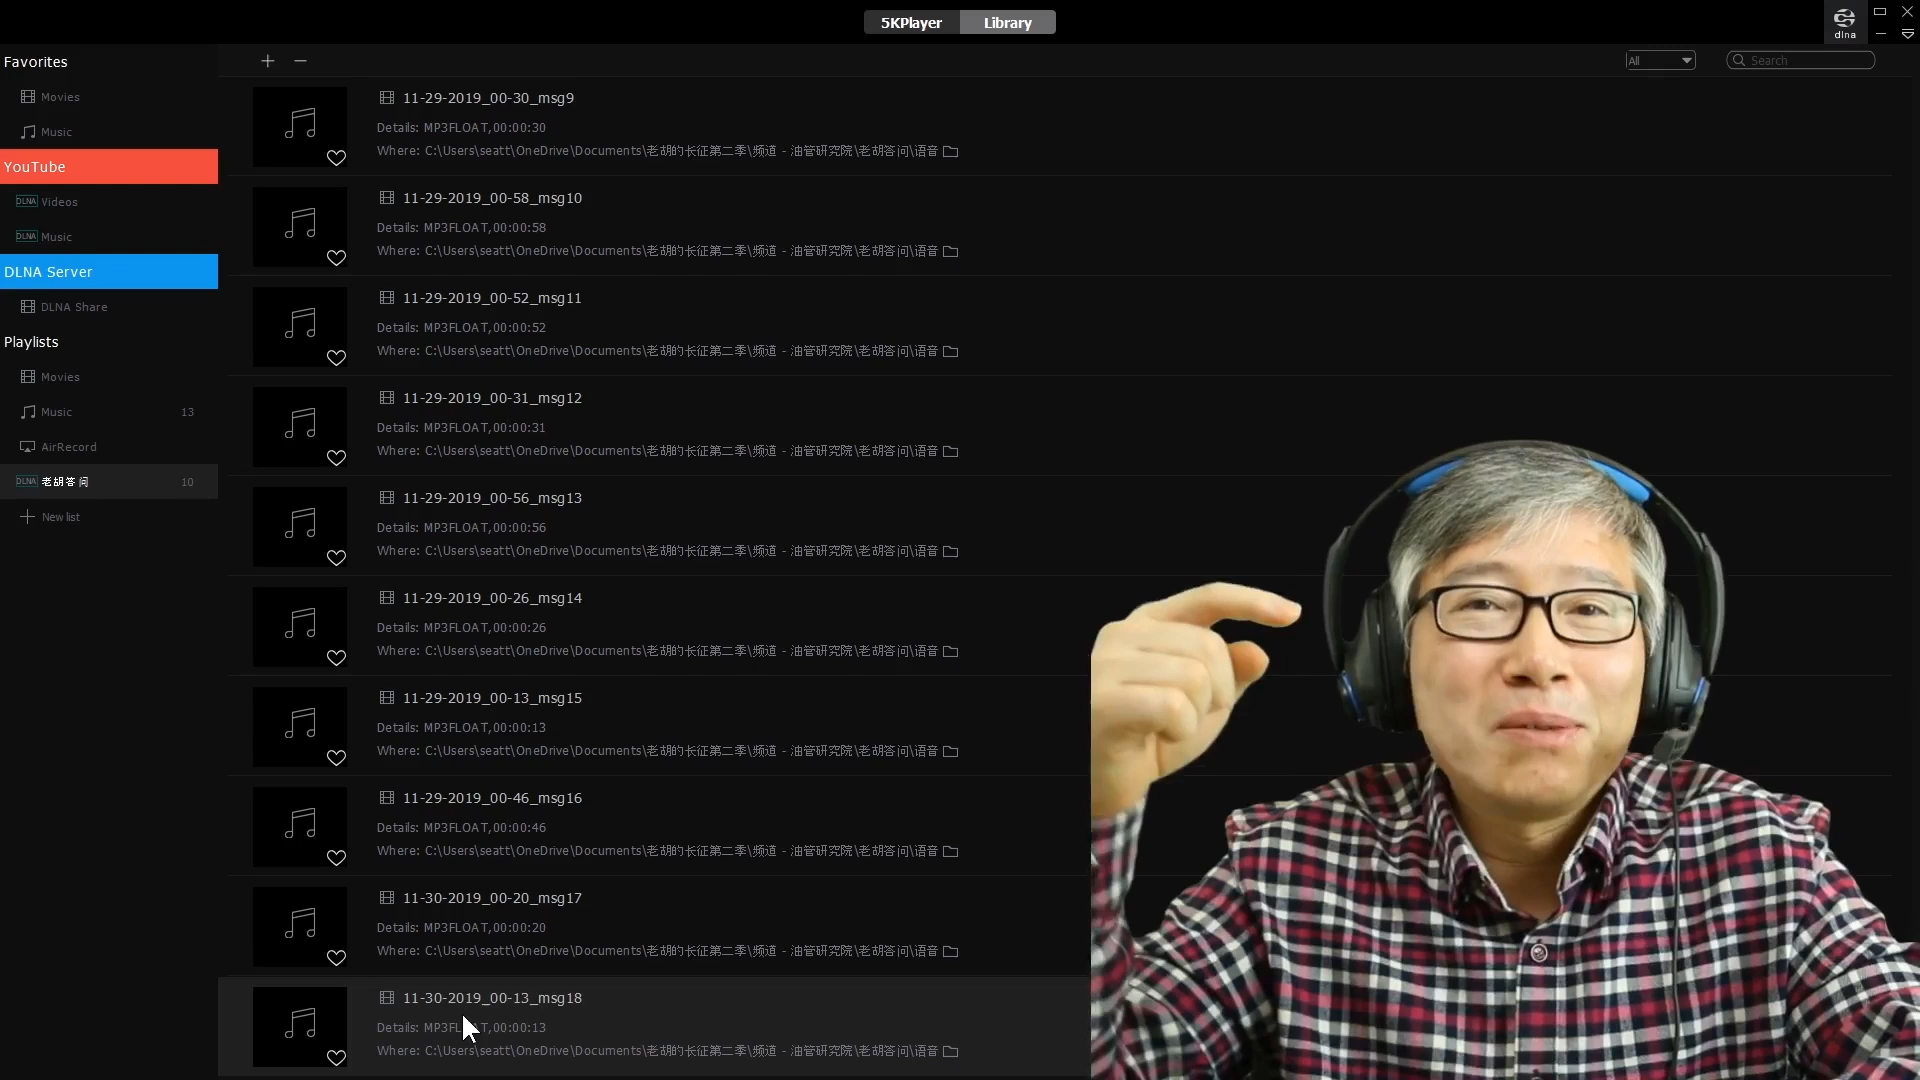 5KPlayer Library
dlna
Favorites
Movies
Music
YouTube
DLNA Videos
DLNA Music
DLNA Server
DLNA Share
Playlists
Movies
Music 13
AirRecord
DLNA 老胡答问 10
New list
All
Search
11-29-2019_00-30_msg9
Details: MP3FLOAT,00:00:30
Where: C:\Users\seatt\OneDrive\Documents\老胡的长征第二季\频道 - 油管研究院\老胡答问\语音
11-29-2019_00-58_msg10
Details: MP3FLOAT,00:00:58
Where: C:\Users\seatt\OneDrive\Documents\老胡的长征第二季\频道 - 油管研究院\老胡答问\语音
11-29-2019_00-52_msg11
Details: MP3FLOAT,00:00:52
Where: C:\Users\seatt\OneDrive\Documents\老胡的长征第二季\频道 - 油管研究院\老胡答问\语音
11-29-2019_00-31_msg12
Details: MP3FLOAT,00:00:31
Where: C:\Users\seatt\OneDrive\Documents\老胡的长征第二季\频道 - 油管研究院\老胡答问\语音
11-29-2019_00-56_msg13
Details: MP3FLOAT,00:00:56
Where: C:\Users\seatt\OneDrive\Documents\老胡的长征第二季\频道 - 油管研究院\老胡答问\语音
11-29-2019_00-26_msg14
Details: MP3FLOAT,00:00:26
Where: C:\Users\seatt\OneDrive\Documents\老胡的长征第二季\频道 - 油管研究院\老胡答问\语音
11-29-2019_00-13_msg15
Details: MP3FLOAT,00:00:13
Where: C:\Users\seatt\OneDrive\Documents\老胡的长征第二季\频道 - 油管研究院\老胡答问\语音
11-29-2019_00-46_msg16
Details: MP3FLOAT,00:00:46
Where: C:\Users\seatt\OneDrive\Documents\老胡的长征第二季\频道 - 油管研究院\老胡答问\语音
11-30-2019_00-20_msg17
Details: MP3FLOAT,00:00:20
Where: C:\Users\seatt\OneDrive\Documents\老胡的长征第二季\频道 - 油管研究院\老胡答问\语音
11-30-2019_00-13_msg18
Details: MP3FLOAT,00:00:13
Where: C:\Users\seatt\OneDrive\Documents\老胡的长征第二季\频道 - 油管研究院\老胡答问\语音